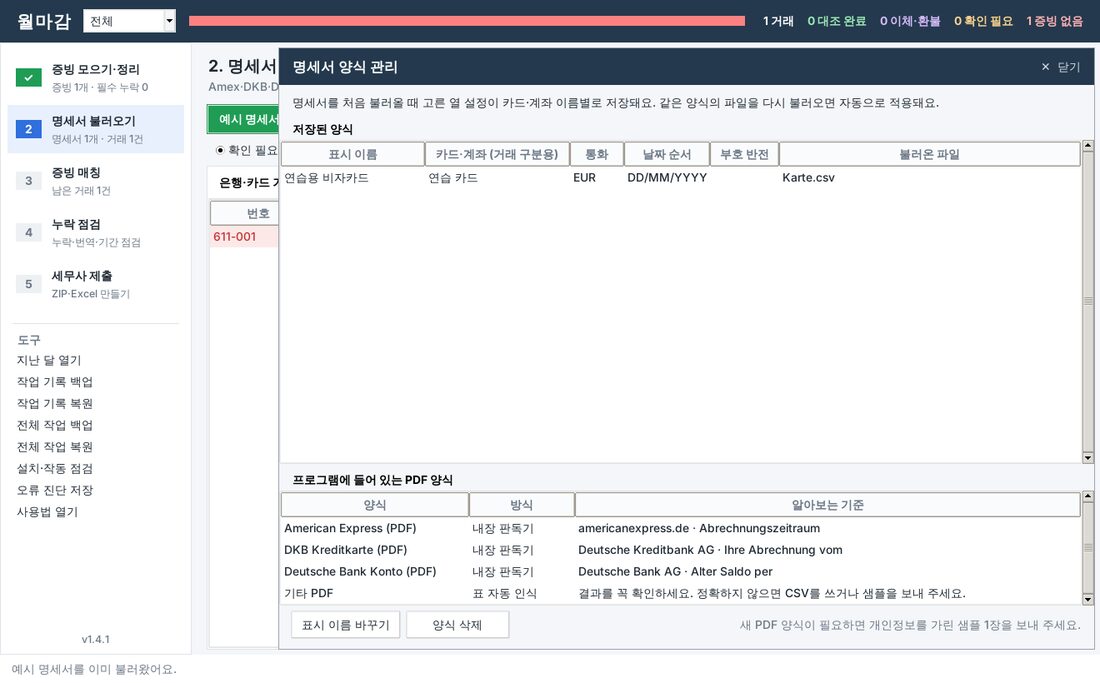 월마감 전체 1 거래 0 대조 완료 0 이체·환불 0 확인 필요 1 증빙 없음
증빙 모으기·정리
증빙 1개 · 필수 누락 0
2 명세서 불러오기
명세서 1개 · 거래 1건
3 증빙 매칭
남은 거래 1건
4 누락 점검
누락·번역·기간 점검
5 세무사 제출
ZIP·Excel 만들기
도구
지난 달 열기
작업 기록 백업
작업 기록 복원
전체 작업 백업
전체 작업 복원
설치·작동 점검
오류 진단 저장
사용법 열기
v1.4.1
2. 명세서
Amex·DKB·D
예시 명세서
확인 필요
은행·카드
번호
611-001
명세서 양식 관리 × 닫기
명세서를 처음 불러올 때 고른 열 설정이 카드·계좌 이름별로 저장돼요. 같은 양식의 파일을 다시 불러오면 자동으로 적용돼요.
저장된 양식
표시 이름 카드·계좌 (거래 구분용) 통화 날짜 순서 부호 반전 불러온 파일
연습용 비자카드 연습 카드 EUR DD/MM/YYYY Karte.csv
프로그램에 들어 있는 PDF 양식
양식 방식 알아보는 기준
American Express (PDF) 내장 판독기 americanexpress.de · Abrechnungszeitraum
DKB Kreditkarte (PDF) 내장 판독기 Deutsche Kreditbank AG · Ihre Abrechnung vom
Deutsche Bank Konto (PDF) 내장 판독기 Deutsche Bank AG · Alter Saldo per
기타 PDF 표 자동 인식 결과를 꼭 확인하세요. 정확하지 않으면 CSV를 쓰거나 샘플을 보내 주세요.
표시 이름 바꾸기 양식 삭제 새 PDF 양식이 필요하면 개인정보를 가린 샘플 1장을 보내 주세요.
예시 명세서를 이미 불러왔어요.